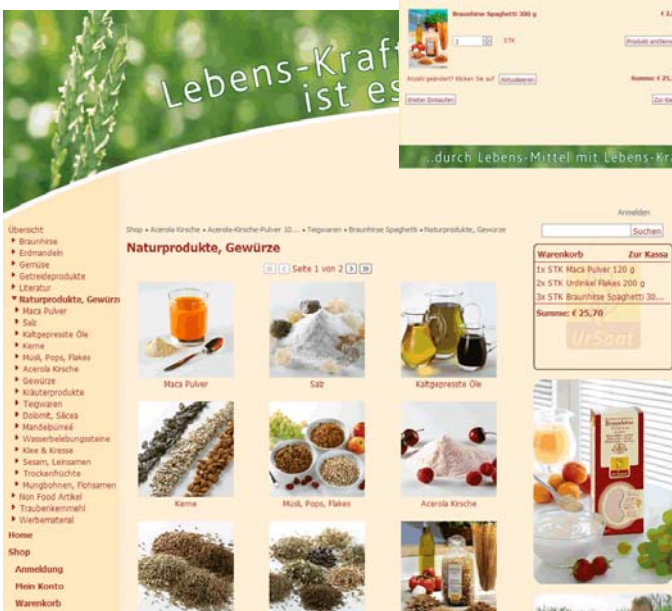 Lebens-Kraft
ist es
Braunhirse Spaghetti 300 g
1 STK
Produkt entferne
Anzahl geändert? Klicken Sie auf Aktualisieren
Summe: € 25,
Weiter Einkaufen
Zur Ka
...durch Lebens-Mittel mit Lebens-Kra
Anmelden
Suchen
Übersicht
Braunhirse
Erdmandeln
Gemüse
Getreideprodukte
Literatur
Naturprodukte, Gewürze
Maca Pulver
Salz
Kaltgepresste Öle
Kerne
Müsli, Pops, Flakes
Acerola Kirsche
Gewürze
Kräuterprodukte
Teigwaren
Dolomit, Silicea
Mandelpürreé
Wasserbelebungssteine
Klee & Kresse
Sesam, Leinsamen
Trockenfrüchte
Mungbohnen, Flohsamen
Non Food Artikel
Traubenkernmehl
Werbematerial
Home
Shop
Anmeldung
Mein Konto
Warenkorb
Shop • Acerola Kirsche • Acerola-Kirsche-Pulver 10... • Teigwaren • Braunhirse Spaghetti • Naturprodukte, Gewürze
Naturprodukte, Gewürze
Seite 1 von 2
Maca Pulver
Salz
Kaltgepresste Öle
Kerne
Müsli, Pops, Flakes
Acerola Kirsche
Warenkorb Zur Kassa
1x STK Maca Pulver 120 g
2x STK Urdinkel Flakes 200 g
3x STK Braunhirse Spaghetti 30...
Summe: € 25,70
UrSaat
Braunhirse